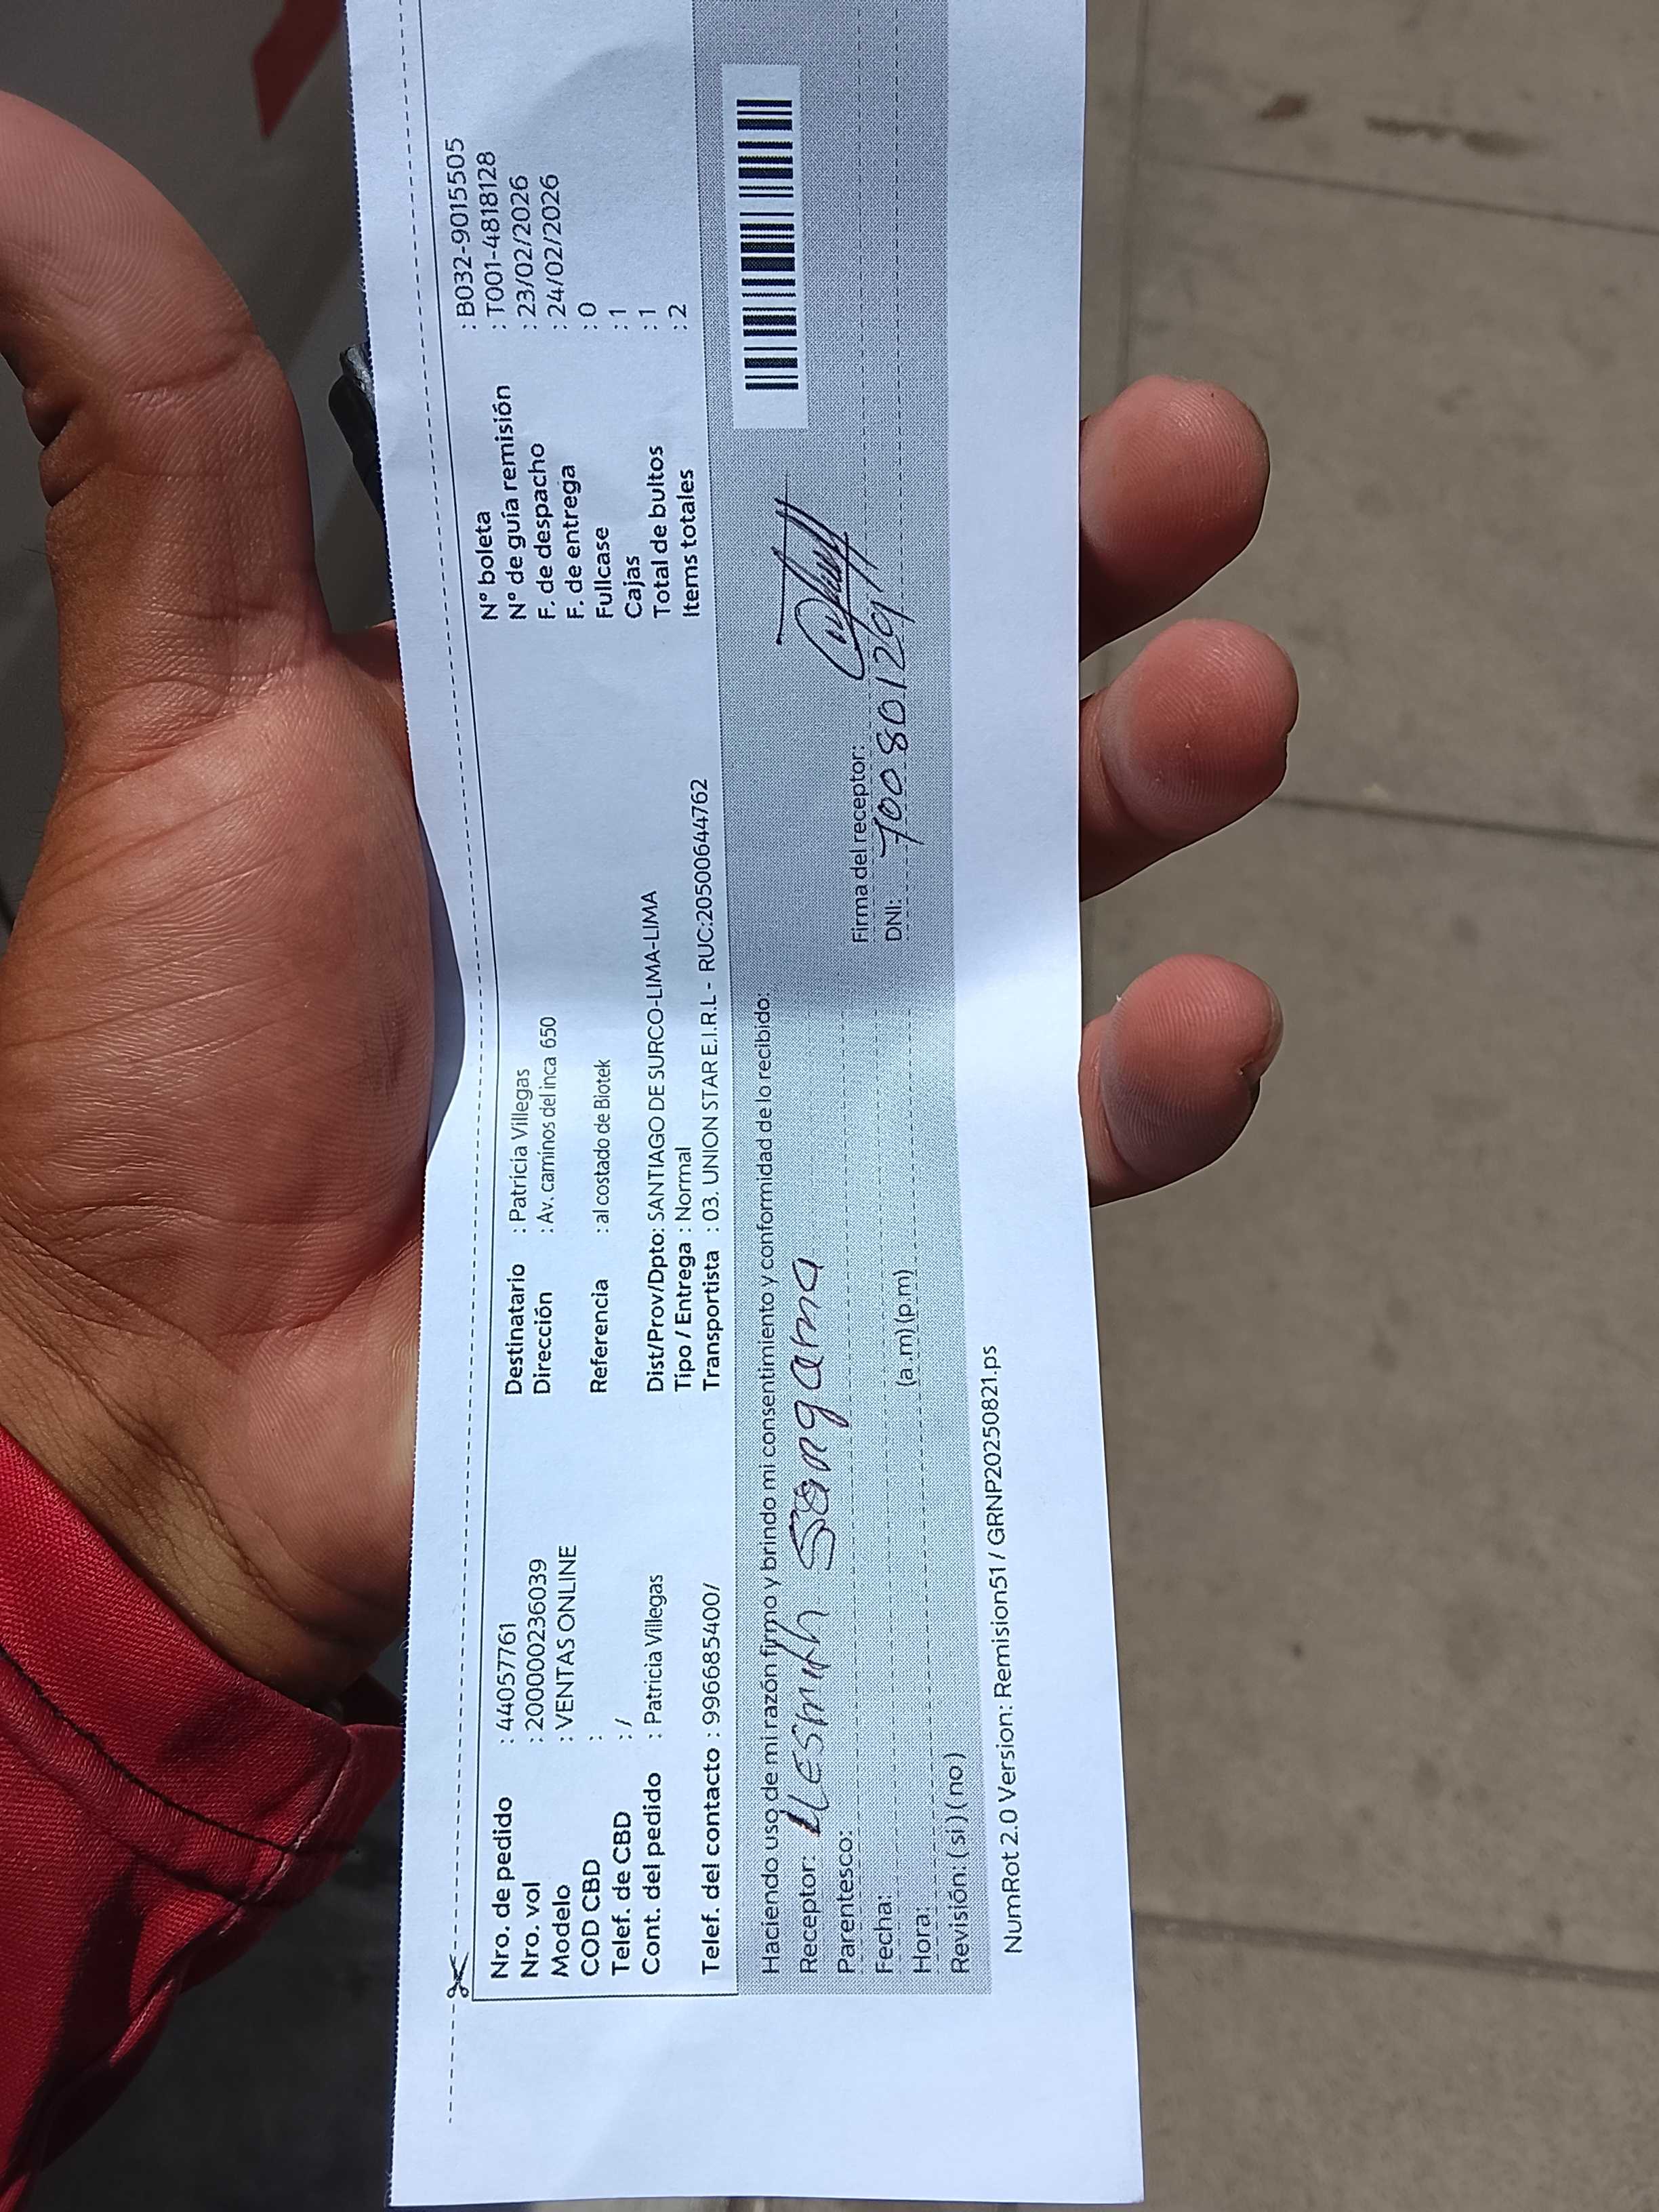 Nro. de pedido : 44057761
Nro. vol : 2000000236039
Modelo : VENTAS ONLINE
COD CBD :
Telef. de CBD : /
Cont. del pedido : Patricia Villegas
Telef. del contacto : 996685400/
Destinatario : Patricia Villegas
Dirección : Av. caminos del inca 650
Referencia : al costado de Biotek
Dist/Prov/Dpto: SANTIAGO DE SURCO-LIMA-LIMA
Tipo / Entrega : Normal
Transportista : 03. UNION STAR E.I.R.L - RUC:20500644762
N° boleta : B032-9015505
N° de guía remisión : T001-4818128
F. de despacho : 23/02/2026
F. de entrega : 24/02/2026
Fullcase : 0
Cajas : 1
Total de bultos : 1
Items totales : 2
Haciendo uso de mi razón firmo y brindo mi consentimiento y conformidad de lo recibido:
Receptor: Llesmith Sangama
Parentesco:
Fecha:
Hora: (a.m) (p.m)
Revisión: ( si ) ( no )
Firma del receptor:
DNI: 70080129
NumRot 2.0 Version: Remision51 / GRNP20250821.ps